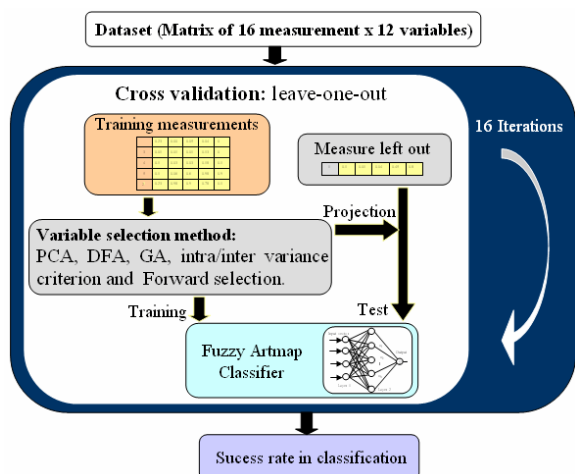 Dataset (Matrix of 16 measurement x 12 variables)
Cross validation: leave-one-out
16 Iterations
Training measurements
Measure left out
Projection
Variable selection method:
PCA, DFA, GA, intra/inter variance
criterion and Forward selection.
Training
Test
Fuzzy Artmap
Classifier
Sucess rate in classification